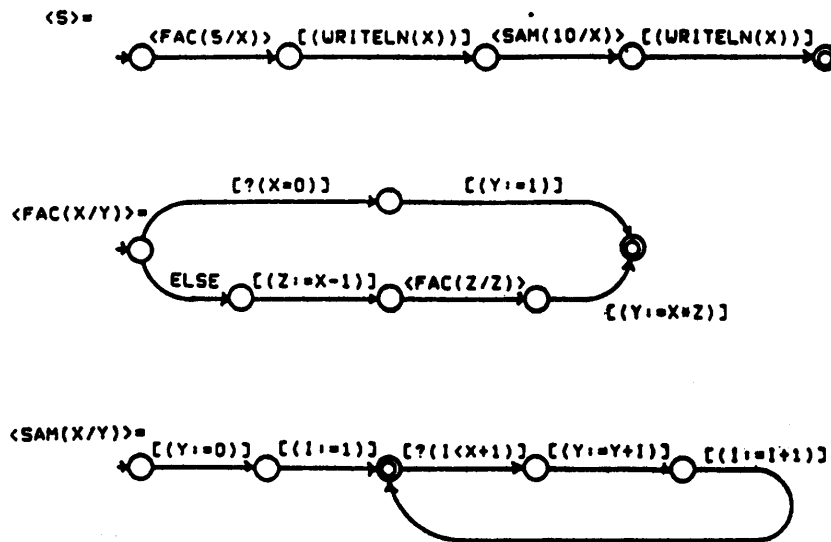 <S>=
<FAC(5/X)> [(WRITELN(X))] <SAM(10/X)> [(WRITELN(X))]
[?(X=0)] [(Y:=1)]
<FAC(X/Y)>=
ELSE [(Z:=X-1)] <FAC(Z/Z)>
[(Y:=X*Z)]
<SAM(X/Y)>=
[(Y:=0)] [(I:=1)] [?(I<X+1)] [(Y:=Y+I)] [(I:=I+1)]